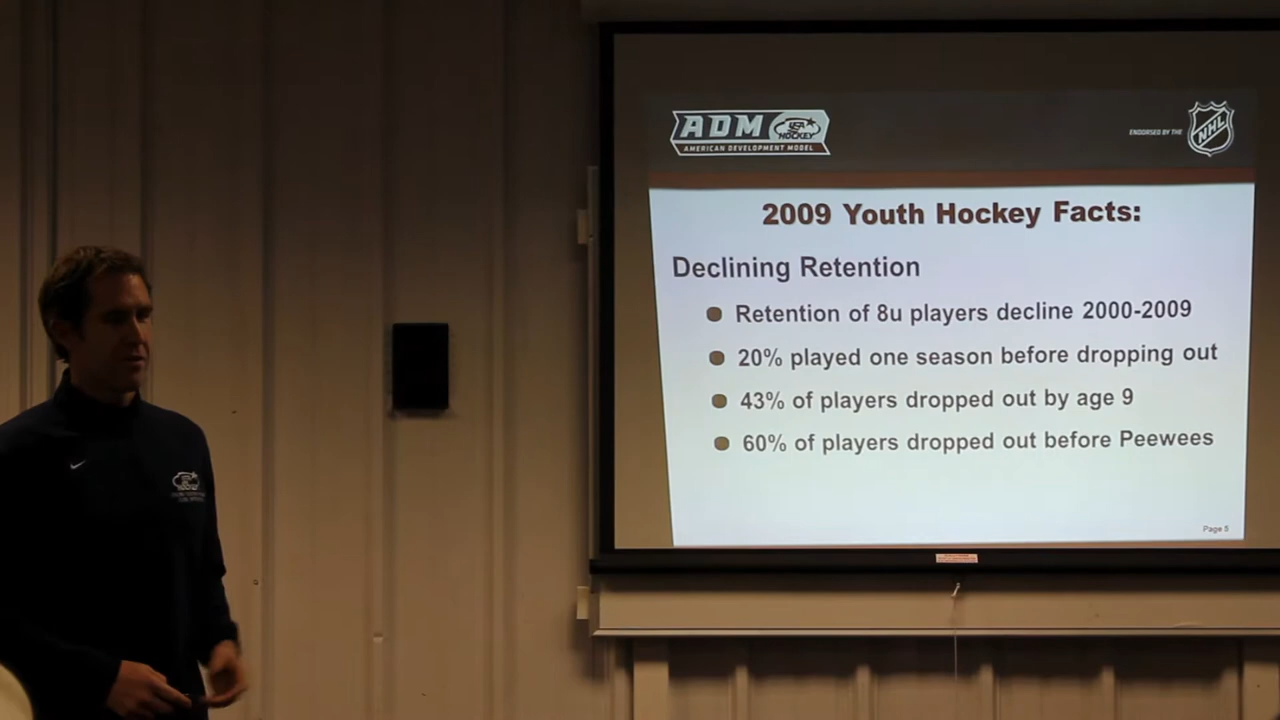 ADM
USA
HOCKEY
AMERICAN DEVELOPMENT MODEL
ENDORSED BY THE
NHL
2009 Youth Hockey Facts:
Declining Retention
Retention of 8u players decline 2000-2009
20% played one season before dropping out
43% of players dropped out by age 9
60% of players dropped out before Peewees
Page 5
HOCKEY